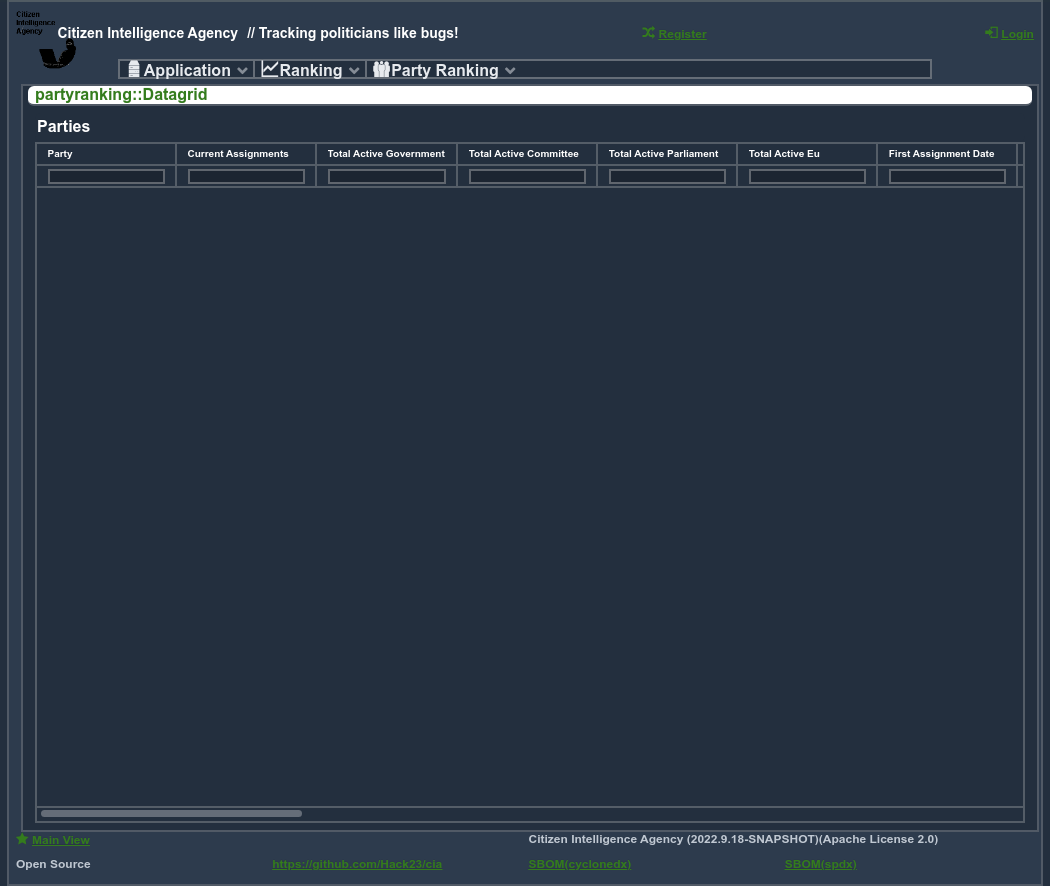 Citizen
Intelligence
Agency
Citizen Intelligence Agency // Tracking politicians like bugs!
Register
Login
Application
Ranking
Party Ranking
partyranking::Datagrid
Parties
Party
Current Assignments
Total Active Government
Total Active Committee
Total Active Parliament
Total Active Eu
First Assignment Date
Main View
Citizen Intelligence Agency (2022.9.18-SNAPSHOT)(Apache License 2.0)
Open Source
https://github.com/Hack23/cia
SBOM(cyclonedx)
SBOM(spdx)